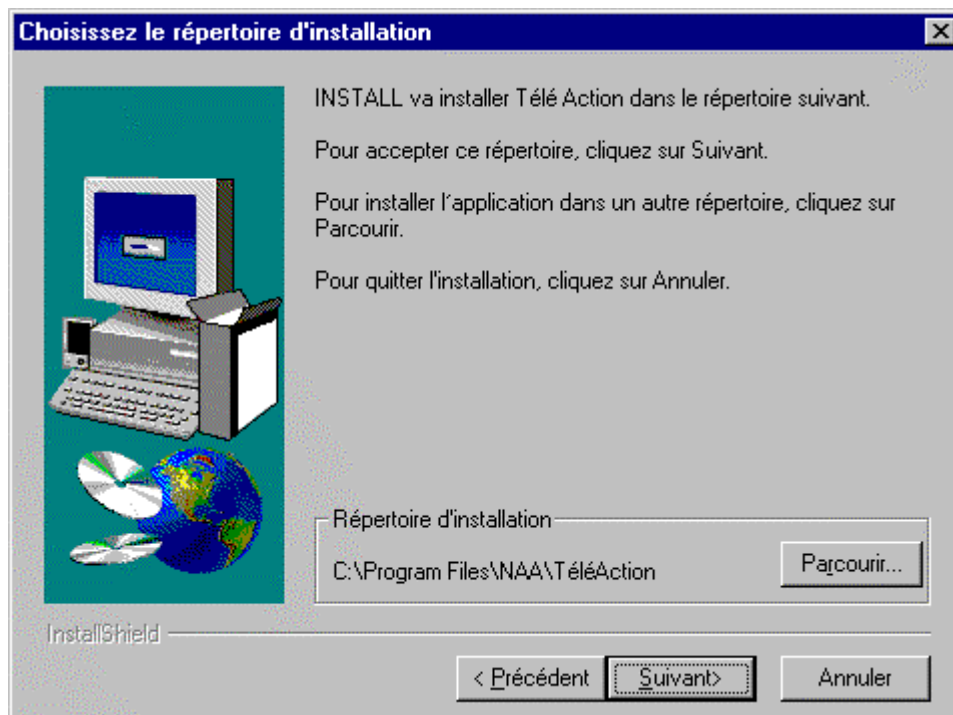 Choisissez le répertoire d'installation
INSTALL va installer Télé Action dans le répertoire suivant.
Pour accepter ce répertoire, cliquez sur Suivant.
Pour installer l'application dans un autre répertoire, cliquez sur
Parcourir.
Pour quitter l'installation, cliquez sur Annuler.
Répertoire d'installation
C:\Program Files\NAA\TéléAction
Parcourir...
InstallShield
< Précédent
Suivant>
Annuler